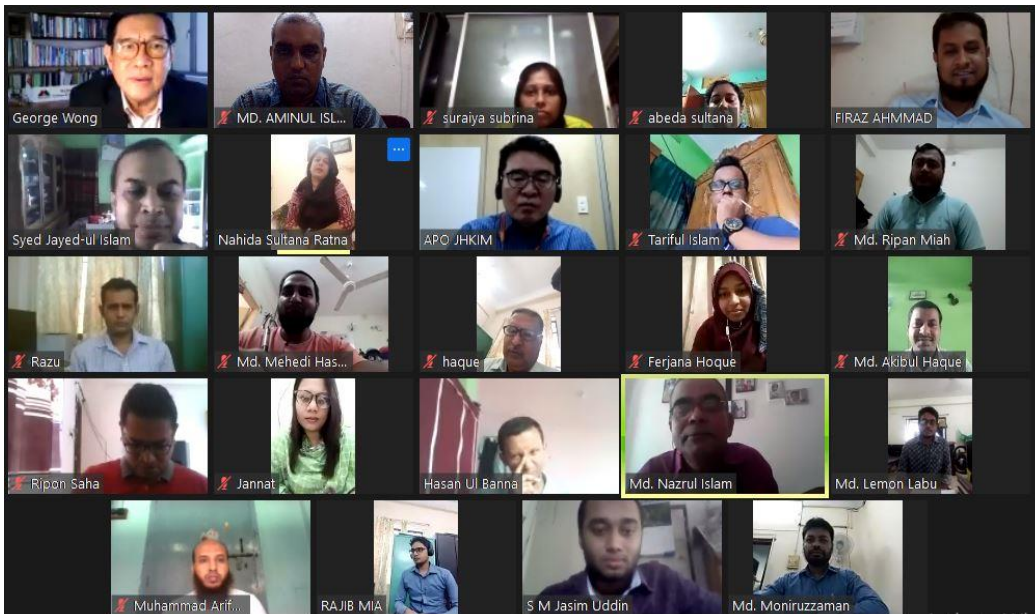 George Wong
MD. AMINUL ISL...
suraiya subrina
abeda sultana
FIRAZ AHMMAD
Syed Jayed-ul Islam
Nahida Sultana Ratna
APO JHKIM
Tariful Islam
Md. Ripan Miah
Razu
Md. Mehedi Has...
haque
Ferjana Hoque
Md. Akibul Haque
Ripon Saha
Jannat
Hasan Ul Banna
Md. Nazrul Islam
Md. Lemon Labu
Muhammad Arif...
RAJIB MIA
S M Jasim Uddin
Md. Moniruzzaman